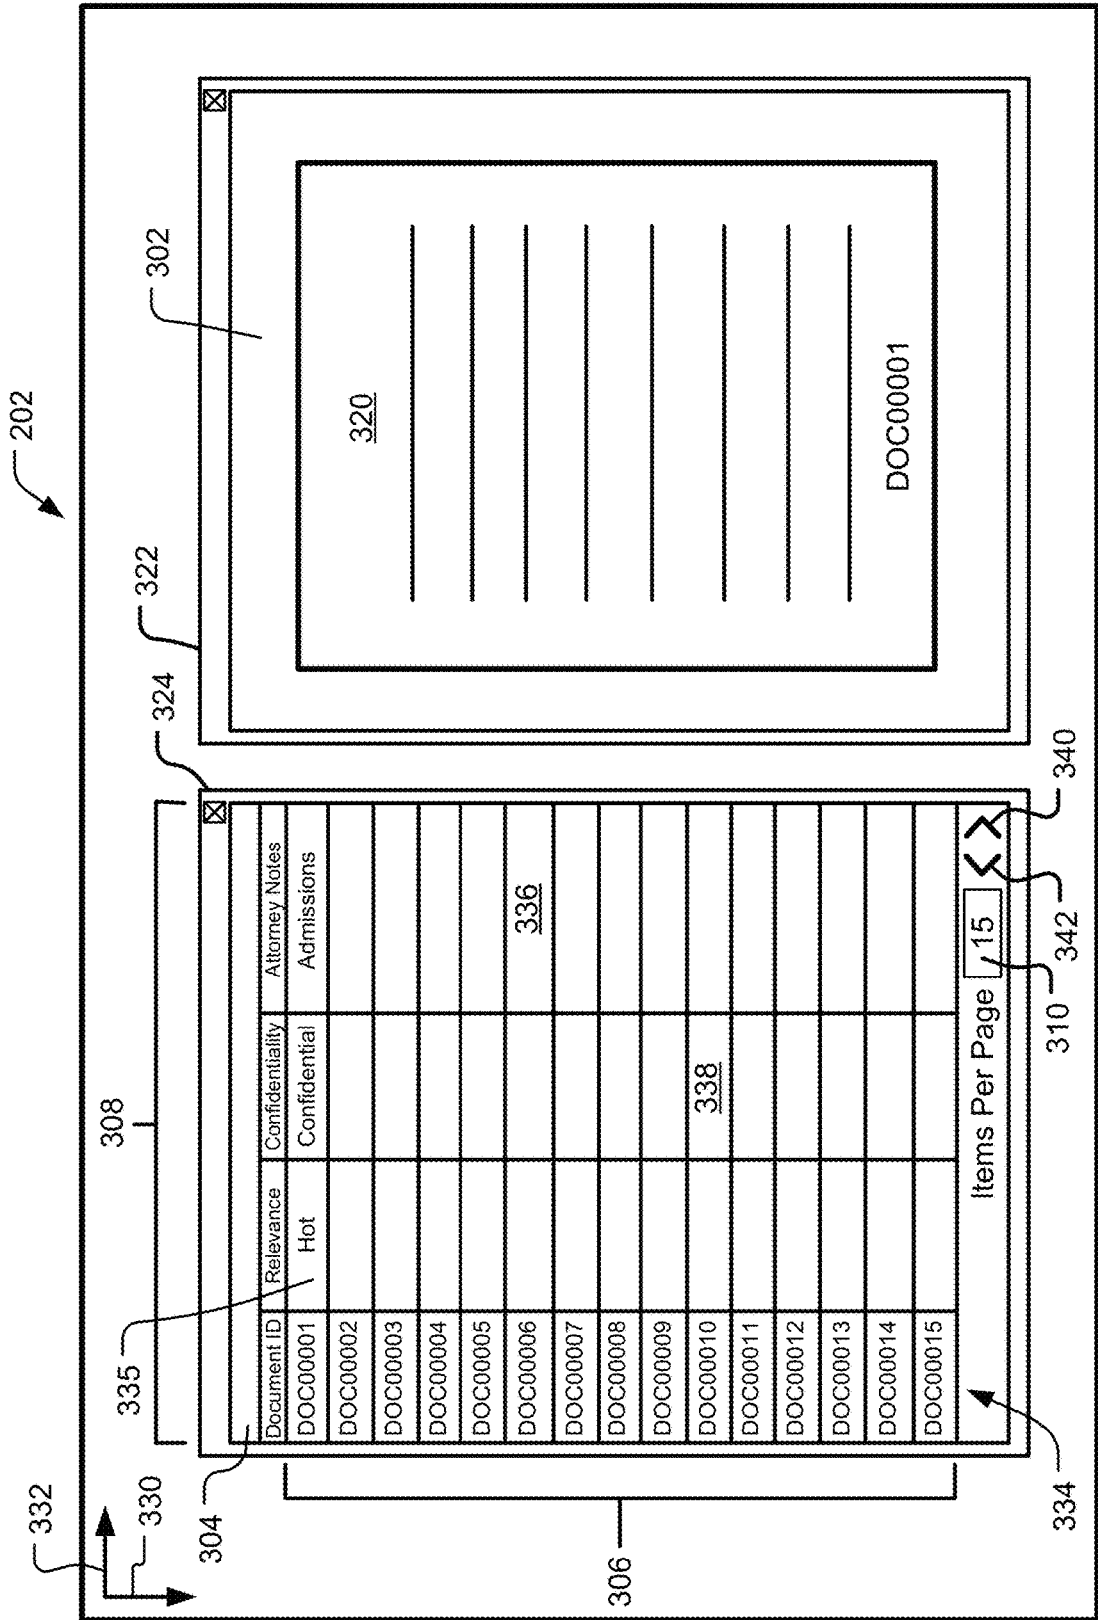 202
332
330
304
335
308
324
322
302
Document ID Relevance Confidentiality Attorney Notes
DOC00001 Hot Confidential Admissions
DOC00002
DOC00003
DOC00004
DOC00005
DOC00006 336
DOC00007
DOC00008
DOC00009
DOC00010 338
DOC00011
DOC00012
DOC00013
DOC00014
DOC00015
Items Per Page 15
306
334
310
342
340
320
DOC00001